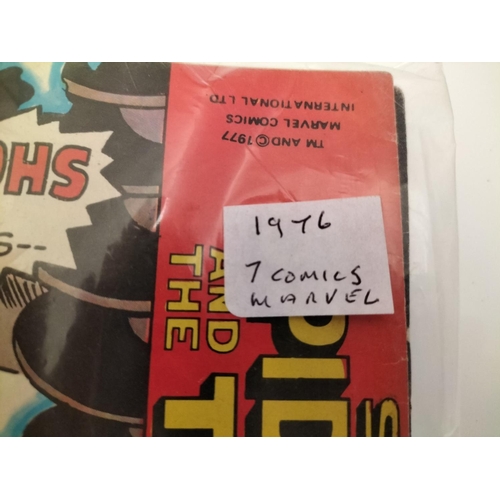 TM AND © 1977
MARVEL COMICS
INTERNATIONAL LTD
1976
7 COMICS
MARVEL
AND
THE